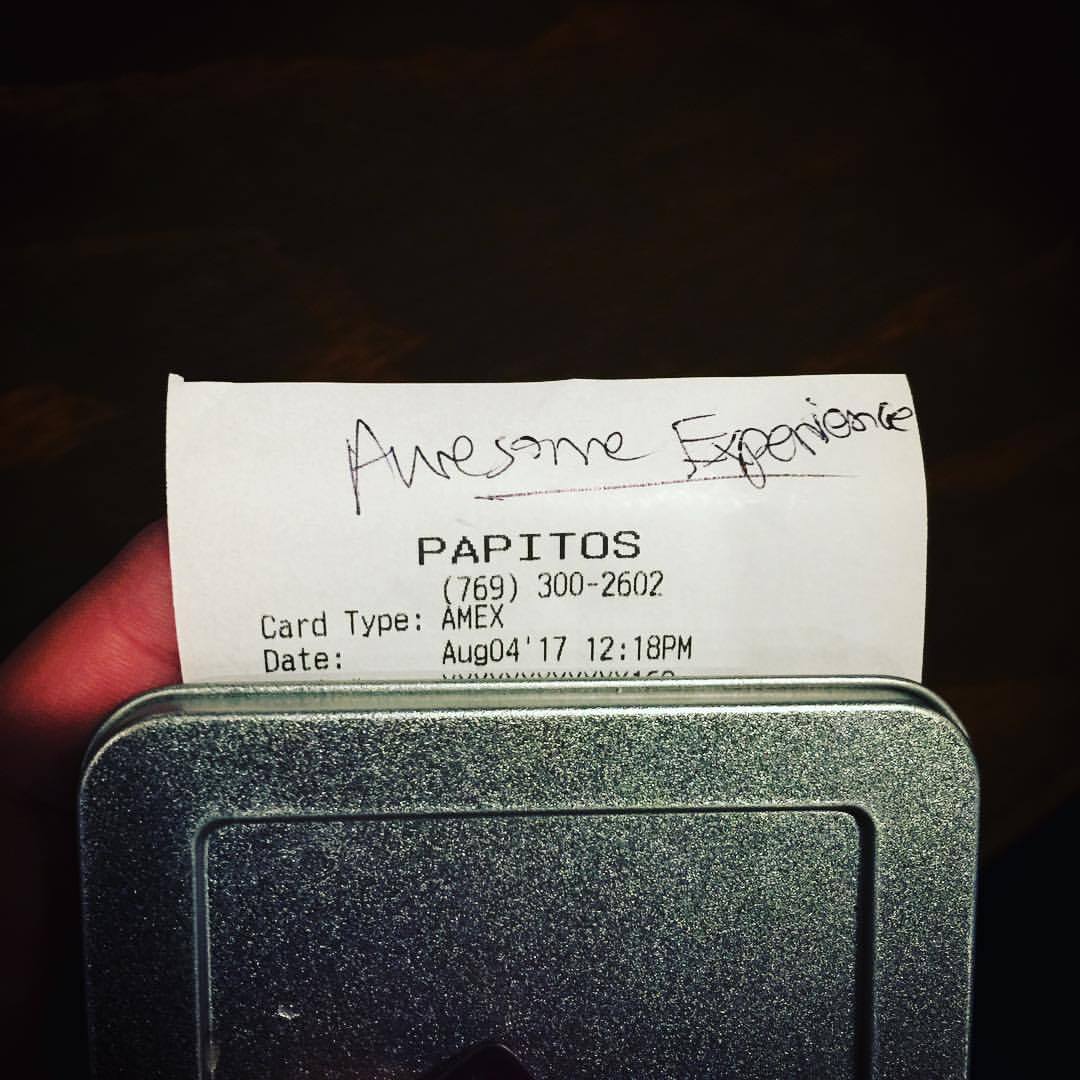 Awesome Experience
PAPITOS
(769) 300-2602
Card Type: AMEX
Date: Aug04'17 12:18PM